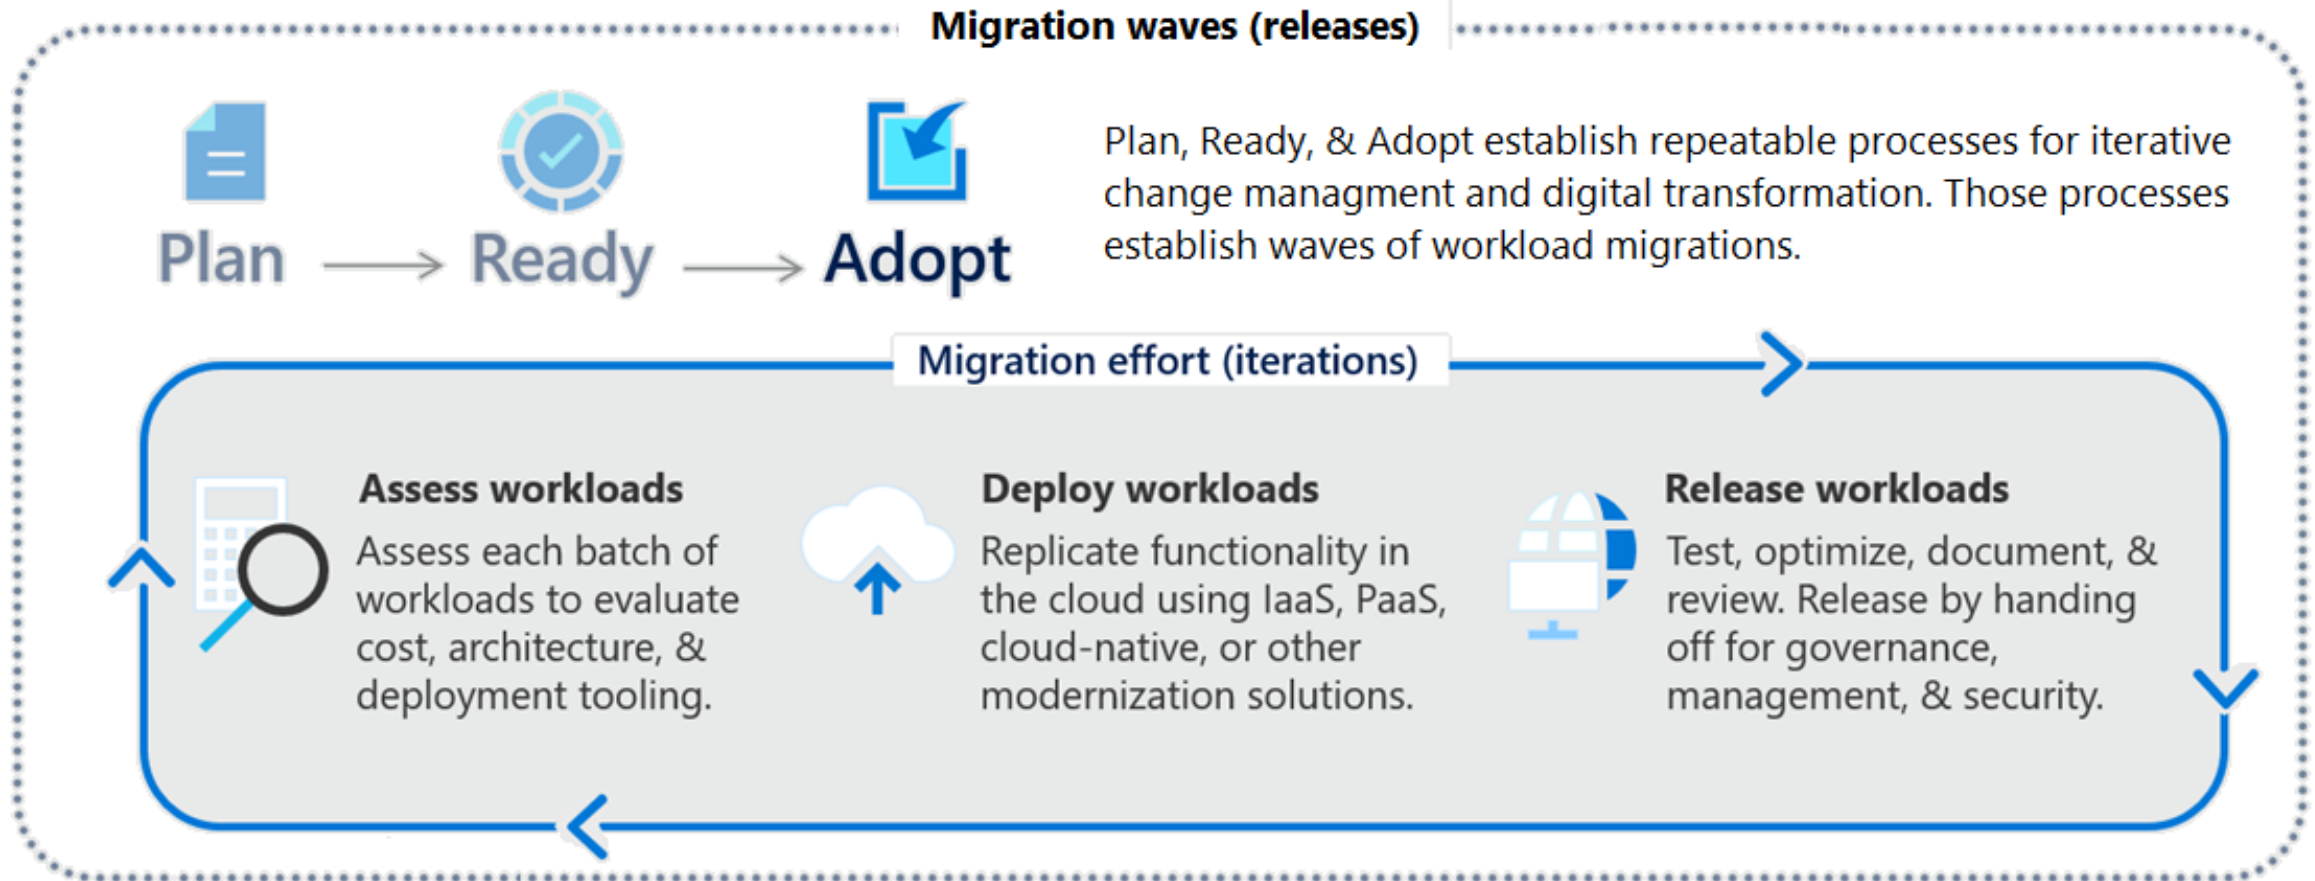 Migration waves (releases)
Plan
Ready
Adopt
Plan, Ready, & Adopt establish repeatable processes for iterative
change managment and digital transformation. Those processes
establish waves of workload migrations.
Migration effort (iterations)
Assess workloads
Assess each batch of
workloads to evaluate
cost, architecture, &
deployment tooling.
Deploy workloads
Replicate functionality in
the cloud using IaaS, PaaS,
cloud-native, or other
modernization solutions.
Release workloads
Test, optimize, document, &
review. Release by handing
off for governance,
management, & security.